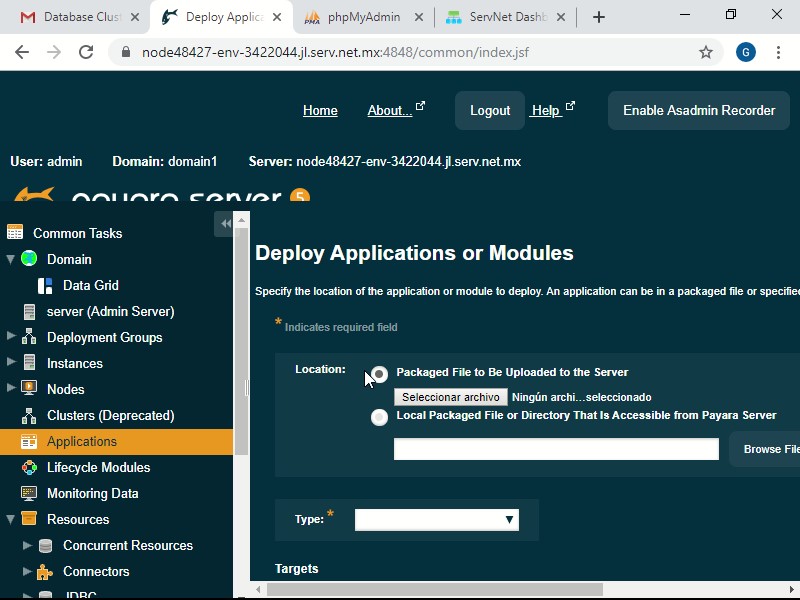 Database Clus
Deploy Applica
phpMyAdmin
ServNet Dashb
node48427-env-3422044.jl.serv.net.mx:4848/common/index.jsf
G
Home
About...
Logout
Help
Enable Asadmin Recorder
User: admin
Domain: domain1
Server: node48427-env-3422044.jl.serv.net.mx
payara server 5
Common Tasks
Domain
Data Grid
server (Admin Server)
Deployment Groups
Instances
Nodes
Clusters (Deprecated)
Applications
Lifecycle Modules
Monitoring Data
Resources
Concurrent Resources
Connectors
JDBC
Deploy Applications or Modules
Specify the location of the application or module to deploy. An application can be in a packaged file or specifie
* Indicates required field
Location:
Packaged File to Be Uploaded to the Server
Seleccionar archivo Ningún archi...seleccionado
Local Packaged File or Directory That Is Accessible from Payara Server
Browse File
Type: *
Targets